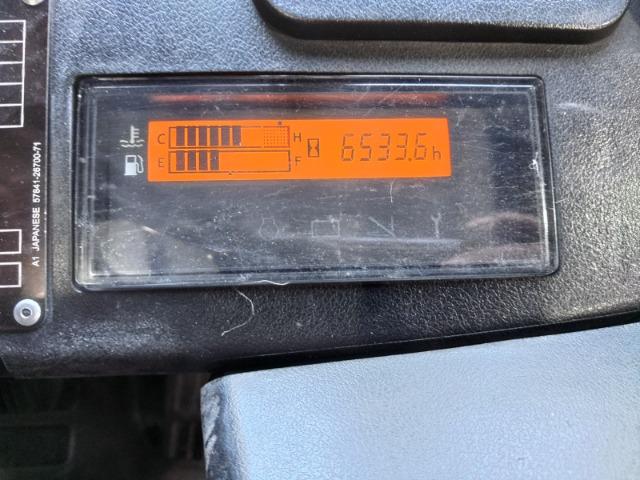 C H
E F
6533.6h
A1 JAPANESE 57641-26700-71